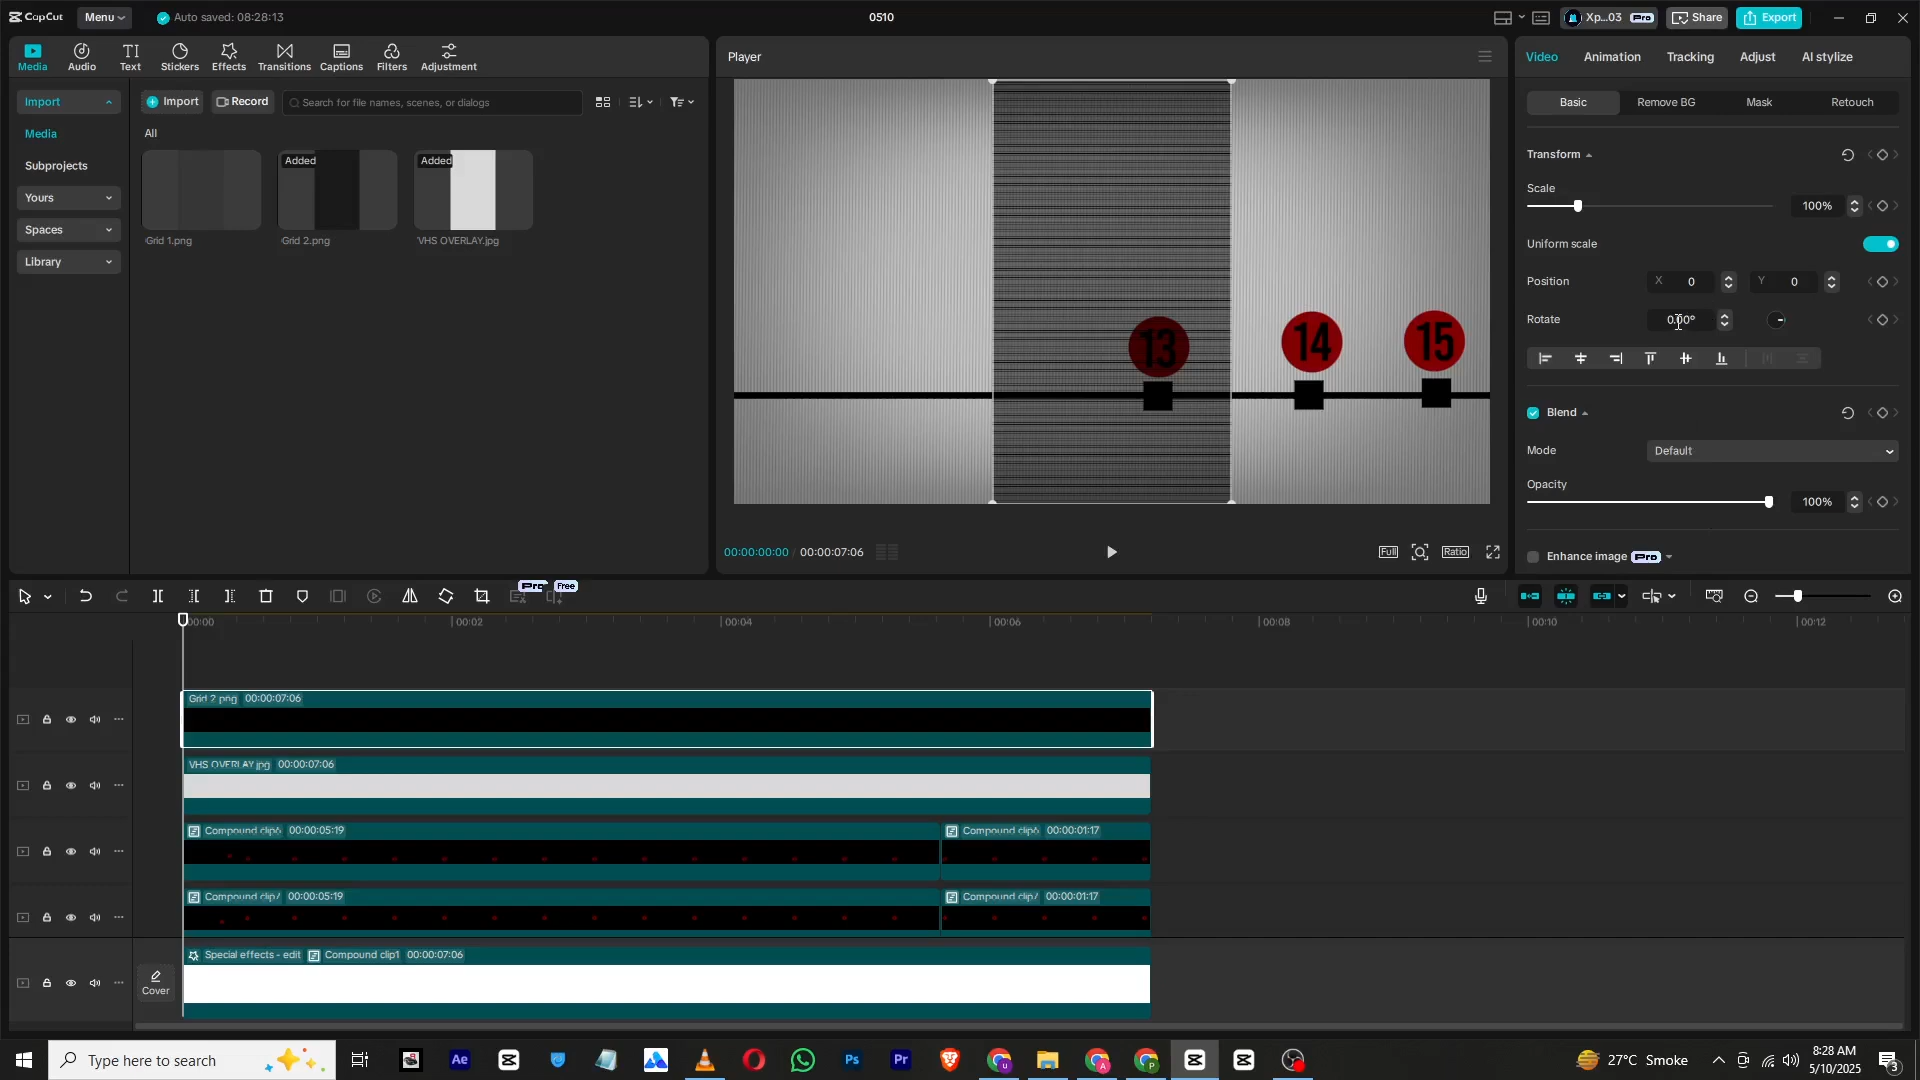 CapCut Menu Auto saved: 08:28:13 0510 Xp...03 Pro Share Export
Media Audio Text Stickers Effects Transitions Captions Filters Adjustment
Import
Media
Subprojects
Yours
Spaces
Library
Import Record Search for file names, scenes, or dialogs
All
Added Added
Grid 1.png Grid 2.png VHS OVERLAY.jpg
Player
13 14 15
00:00:00:00 / 00:00:07:06
Full Ratio
Video Animation Tracking Adjust AI stylize
Basic Remove BG Mask Retouch
Transform
Scale
100%
Uniform scale
Position X 0 Y 0
Rotate 0.00°
Blend
Mode Default
Opacity
100%
Enhance image Pro
Pro Free
00:00 00:02 00:04 00:06 00:08 00:10 00:12
Grid 2.png 00:00:07:06
VHS OVERLAY.jpg 00:00:07:06
Compound clip6 00:00:05:19 Compound clip6 00:00:01:17
Compound clip7 00:00:05:19 Compound clip7 00:00:01:17
Special effects - edit Compound clip1 00:00:07:06
Cover
Type here to search
Ae Ps Pr
27°C Smoke
8:28 AM
5/10/2025
3